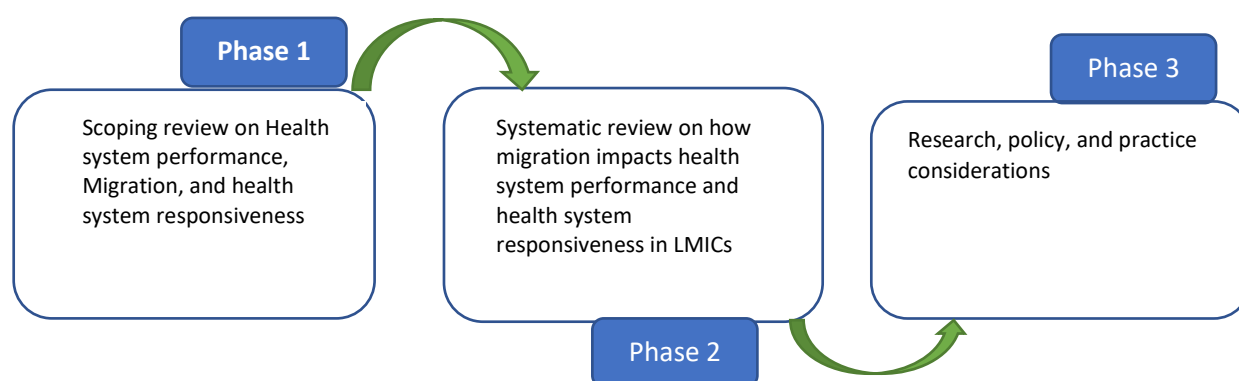 Phase 1
Scoping review on Health
system performance,
Migration, and health
system responsiveness
Systematic review on how
migration impacts health
system performance and
health system
responsiveness in LMICs
Phase 2
Phase 3
Research, policy, and practice
considerations